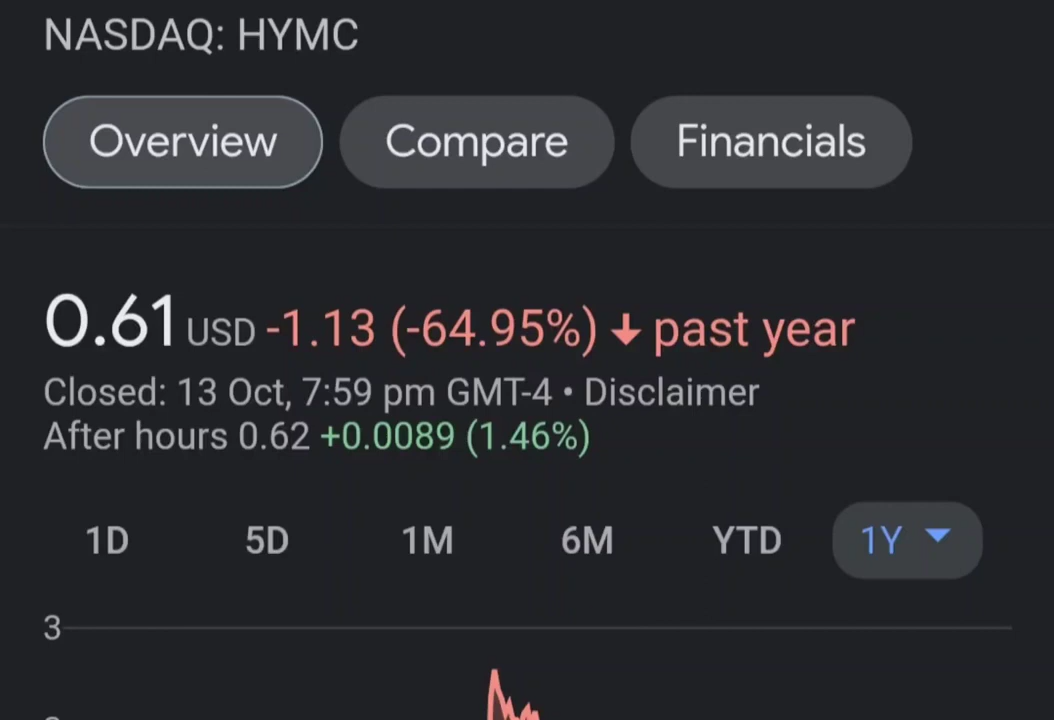 NASDAQ: HYMC
Overview Compare Financials
0.61 USD -1.13 (-64.95%) ↓ past year
Closed: 13 Oct, 7:59 pm GMT-4 • Disclaimer
After hours 0.62 +0.0089 (1.46%)
1D 5D 1M 6M YTD 1Y
3